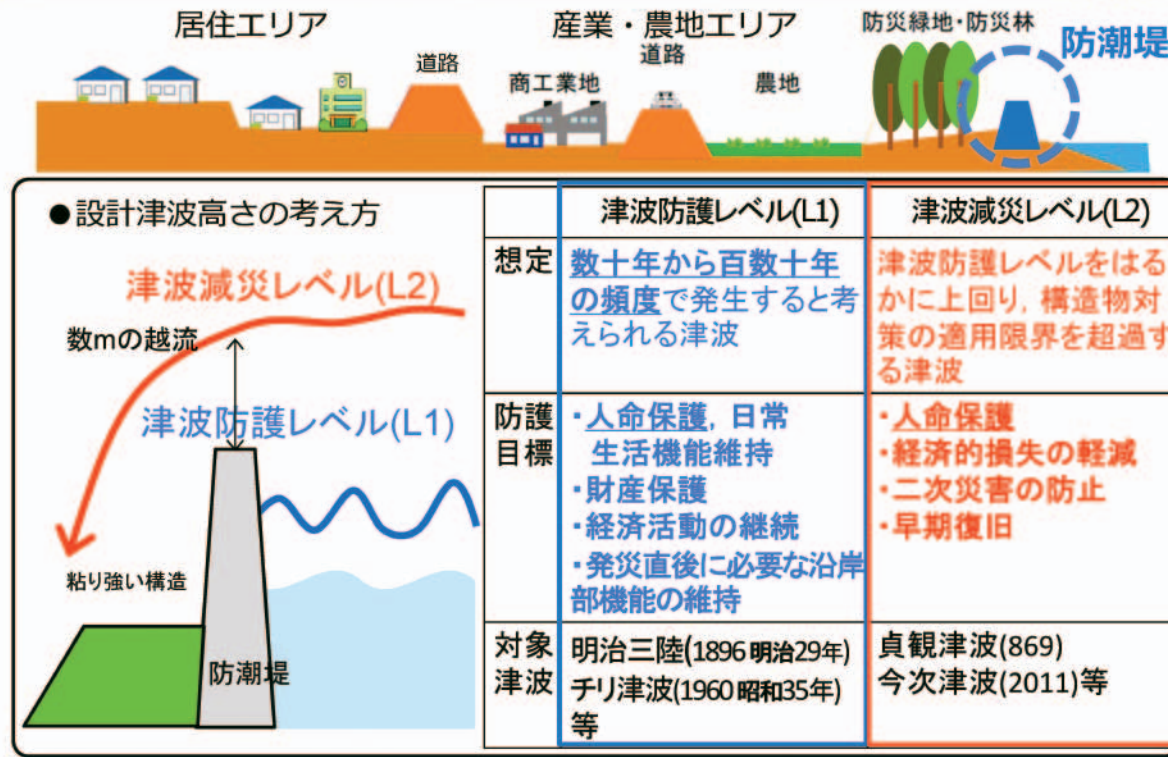 居住エリア
産業・農地エリア
防災緑地・防災林
防潮堤
道路
商工業地
道路
農地
●設計津波高さの考え方
津波減災レベル(L2)
数mの越流
津波防護レベル(L1)
粘り強い構造
防潮堤
津波防護レベル(L1)
津波減災レベル(L2)
想定
数十年から百数十年
の頻度で発生すると考
えられる津波
津波防護レベルをはる
かに上回り, 構造物対
策の適用限界を超過す
る津波
防護
目標
・人命保護, 日常
生活機能維持
・財産保護
・経済活動の継続
・発災直後に必要な沿岸
部機能の維持
・人命保護
・経済的損失の軽減
・二次災害の防止
・早期復旧
対象
津波
明治三陸(1896 明治29年)
チリ津波(1960 昭和35年)
等
貞観津波(869)
今次津波(2011)等